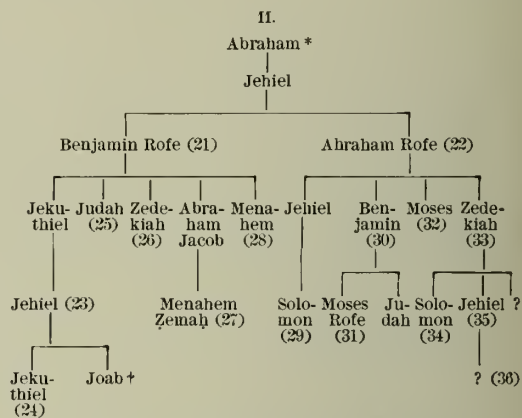 II.
Abraham *
Jehiel
Benjamin Rofe (21) Ahraham Rofe (22)
Jeku- Judah Zede- Abra- Mena- Jehiel Ben- Moses Zede-
thiel (25) kiah ham hem jamin (32) kiah
(26) Jacob (28) (30) (33)
Jehiel (23) Menahem Solo- Moses Ju- Solo- Jehiel ?
Ẓemaḥ (27) mon Rofe dah mon (35)
(29) (31) (34)
Jeku- Joab † ? (36)
thiel
(24)